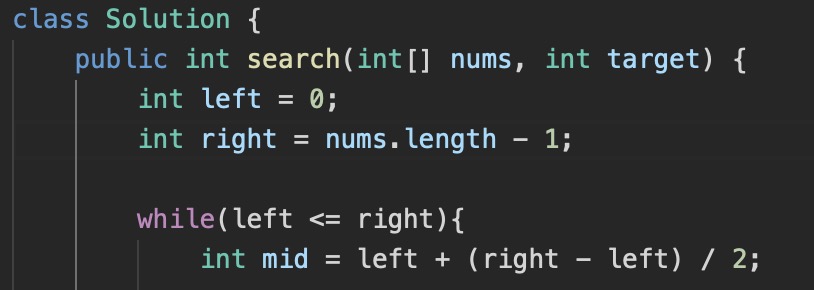 class Solution {
    public int search(int[] nums, int target) {
        int left = 0;
        int right = nums.length - 1;
        while(left <= right){
            int mid = left + (right - left) / 2;